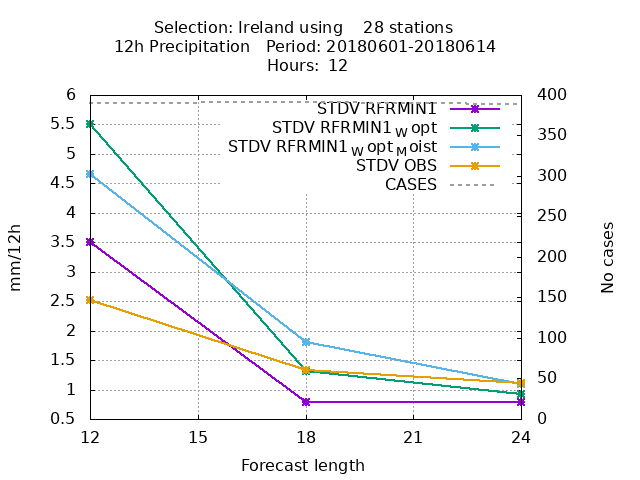 Selection: Ireland using 28 stations
12h Precipitation Period: 20180601-20180614
Hours: 12
6
5.5
5
4.5
4
3.5
3
2.5
2
1.5
1
0.5
mm/12h
STDV RFRMIN1
STDV RFRMIN1 W opt
STDV RFRMIN1 W opt M oist
STDV OBS
CASES
400
350
300
250
200
150
100
50
0
No cases
12 15 18 21 24
Forecast length